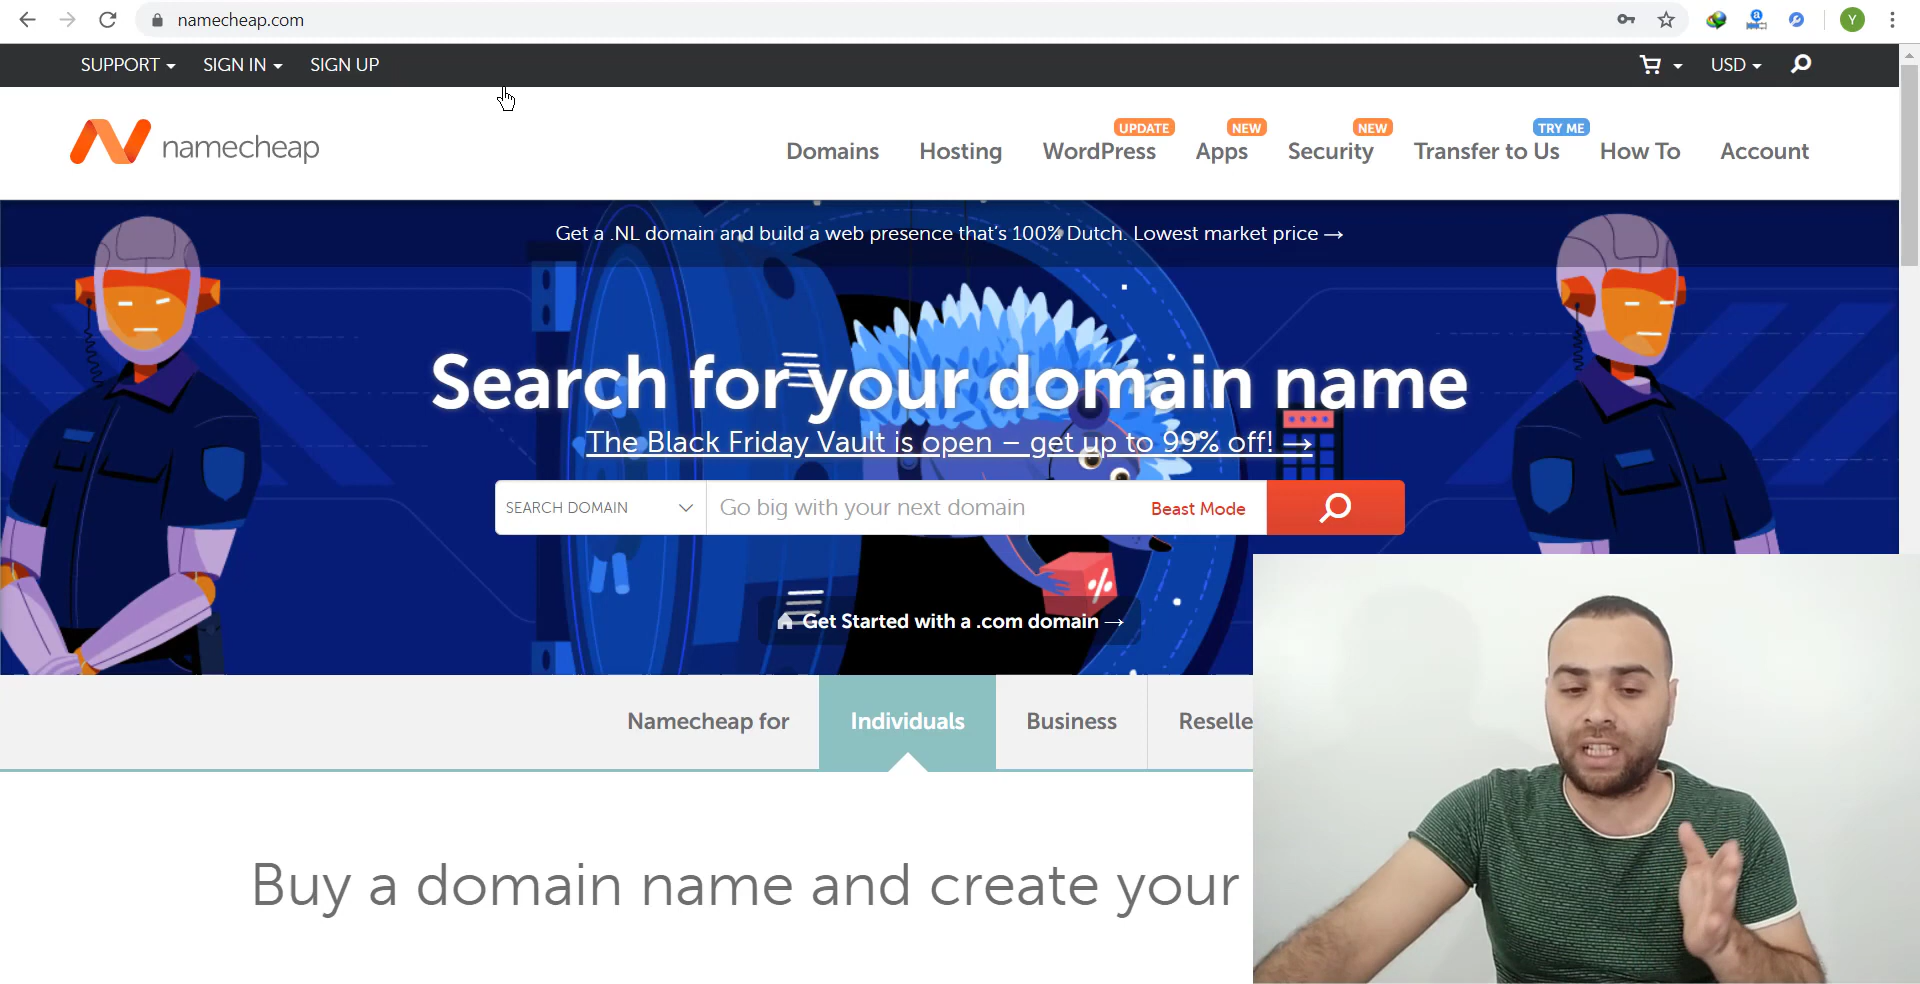 namecheap.com
Y
SUPPORT SIGN IN SIGN UP
USD
namecheap
UPDATE NEW NEW TRY ME
Domains Hosting WordPress Apps Security Transfer to Us How To Account
Get a .NL domain and build a web presence that's 100% Dutch. Lowest market price →
Search for your domain name
The Black Friday Vault is open – get up to 99% off! →
SEARCH DOMAIN Go big with your next domain Beast Mode
%
Get Started with a .com domain →
Namecheap for Individuals Business Reselle
Buy a domain name and create your